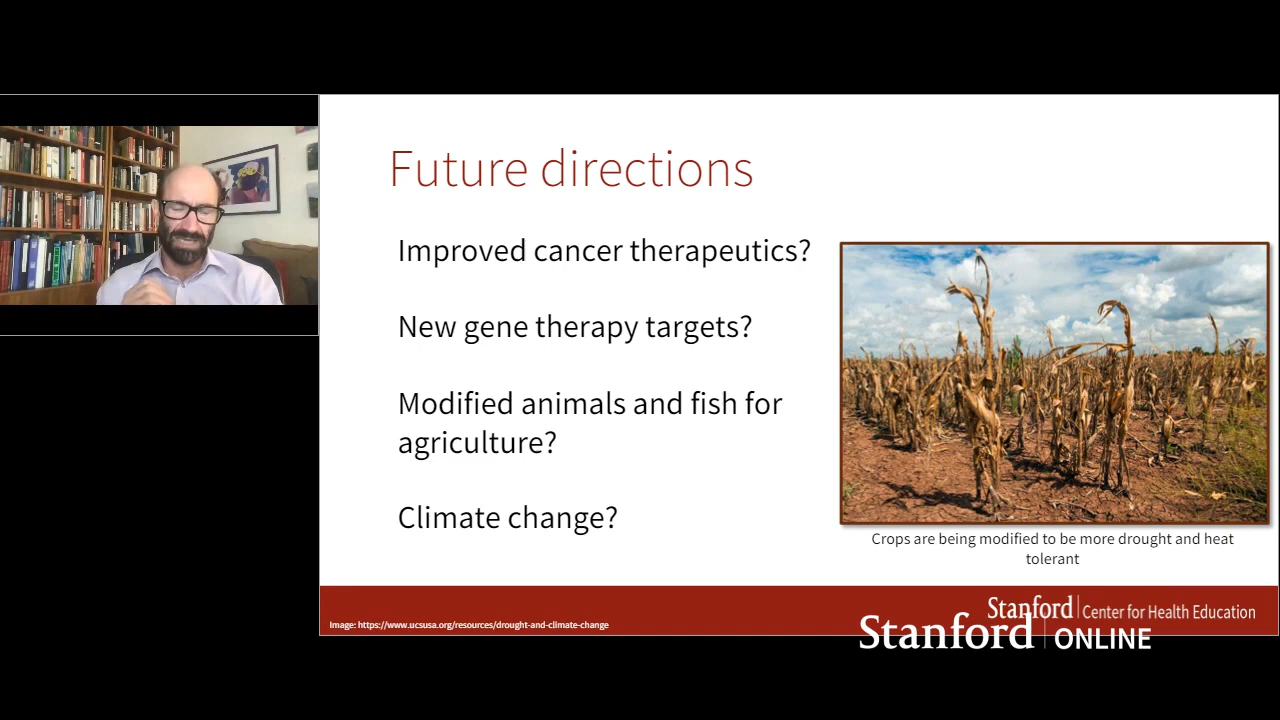 Future directions
Improved cancer therapeutics?
New gene therapy targets?
Modified animals and fish for
agriculture?
Climate change?
Crops are being modified to be more drought and heat
tolerant
Image: https://www.ucsusa.org/resources/drought-and-climate-change
Stanford Center for Health Education
Stanford ONLINE